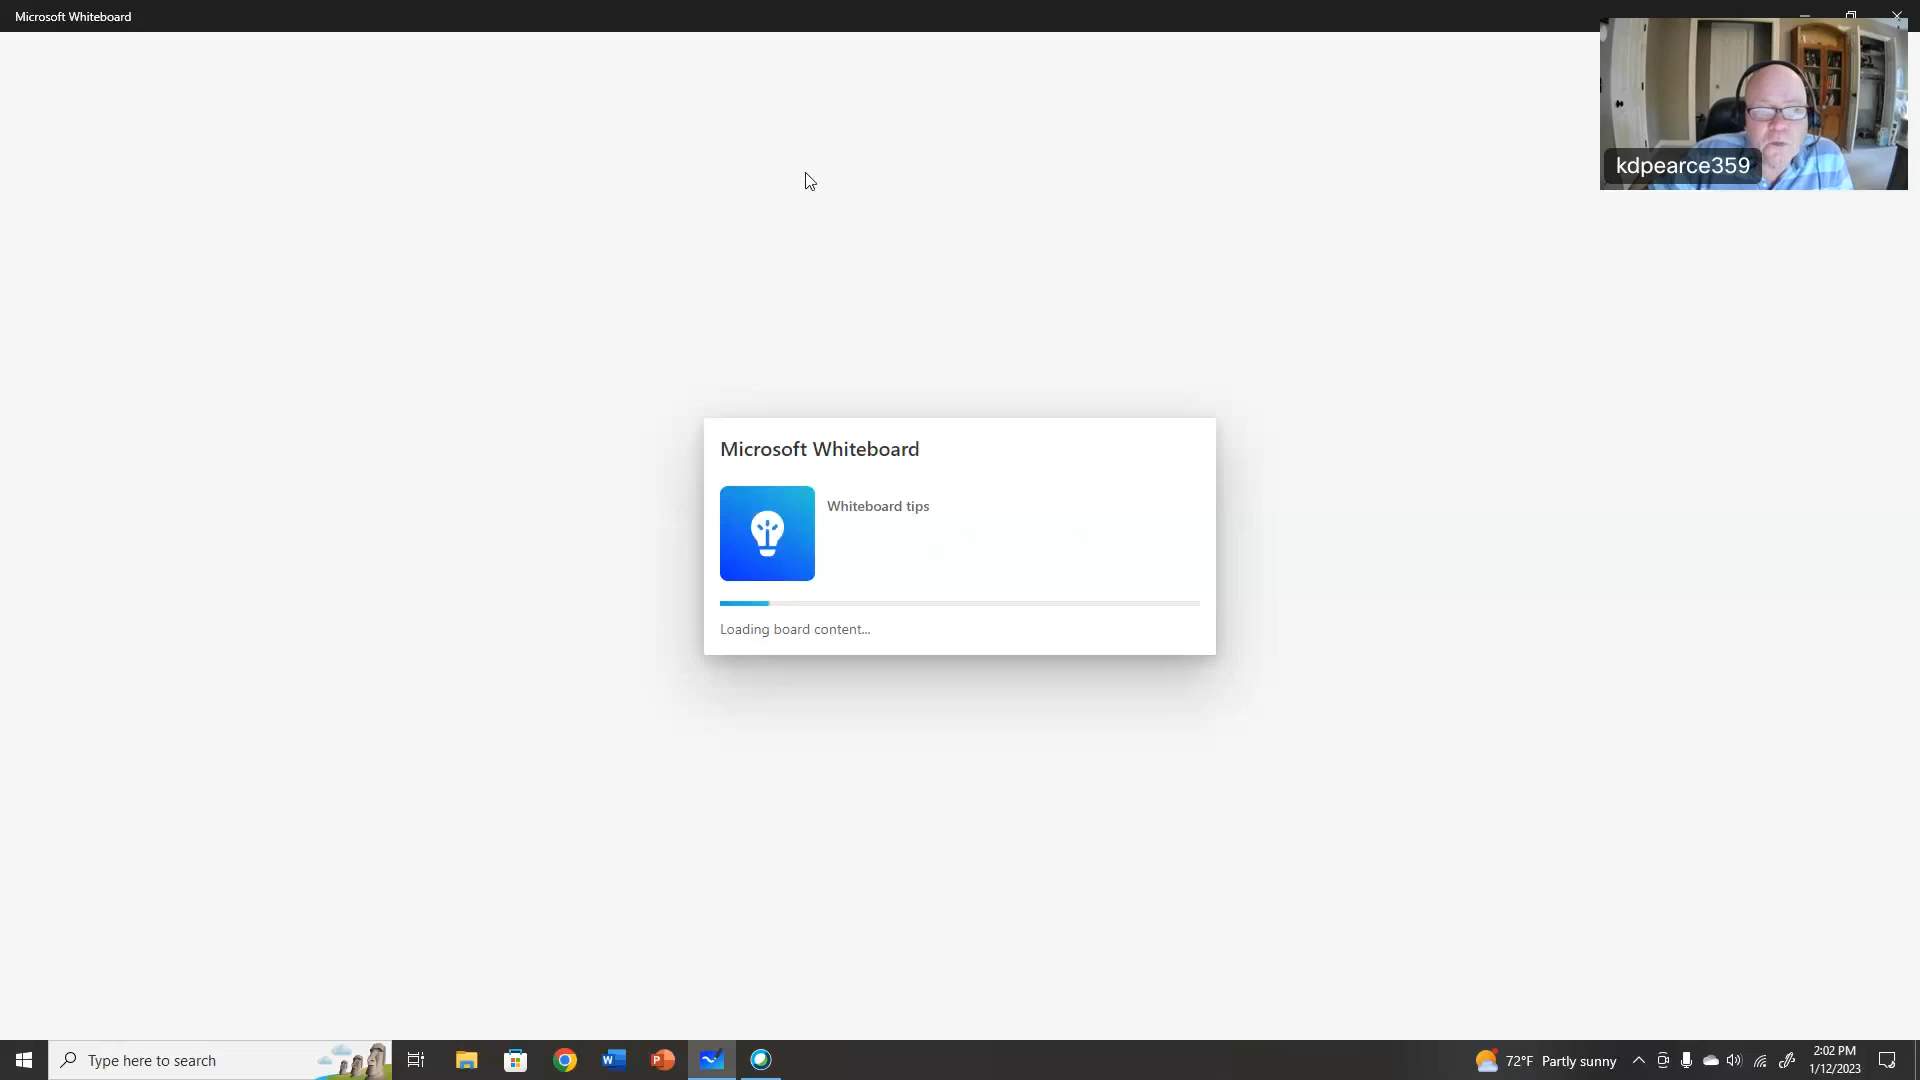 Microsoft Whiteboard
kdpearce359
Microsoft Whiteboard
Whiteboard tips
Loading board content...
Type here to search
72°F Partly sunny
2:02 PM
1/12/2023